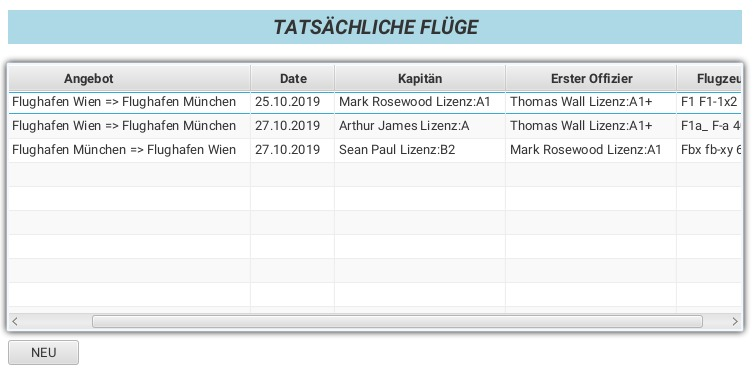 TATSÄCHLICHE FLÜGE
Angebot Date Kapitän Erster Offizier Flugzeu
Flughafen Wien => Flughafen München 25.10.2019 Mark Rosewood Lizenz:A1 Thomas Wall Lizenz:A1+ F1 F1-1x2
Flughafen Wien => Flughafen München 27.10.2019 Arthur James Lizenz:A Thomas Wall Lizenz:A1+ F1a_ F-a 4
Flughafen München => Flughafen Wien 27.10.2019 Sean Paul Lizenz:B2 Mark Rosewood Lizenz:A1 Fbx fb-xy 6
NEU